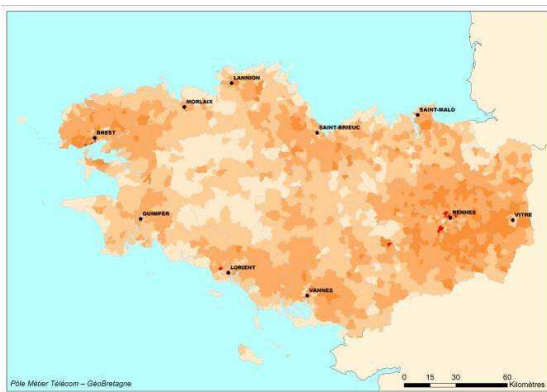 LANNION
MORLAIX
SAINT-MALO
BREST
SAINT-BRIEUC
RENNES
VITRE
QUIMPER
LORIENT
VANNES
0 15 30 60
Kilomètres
Pôle Métier Télécom – GéoBretagne